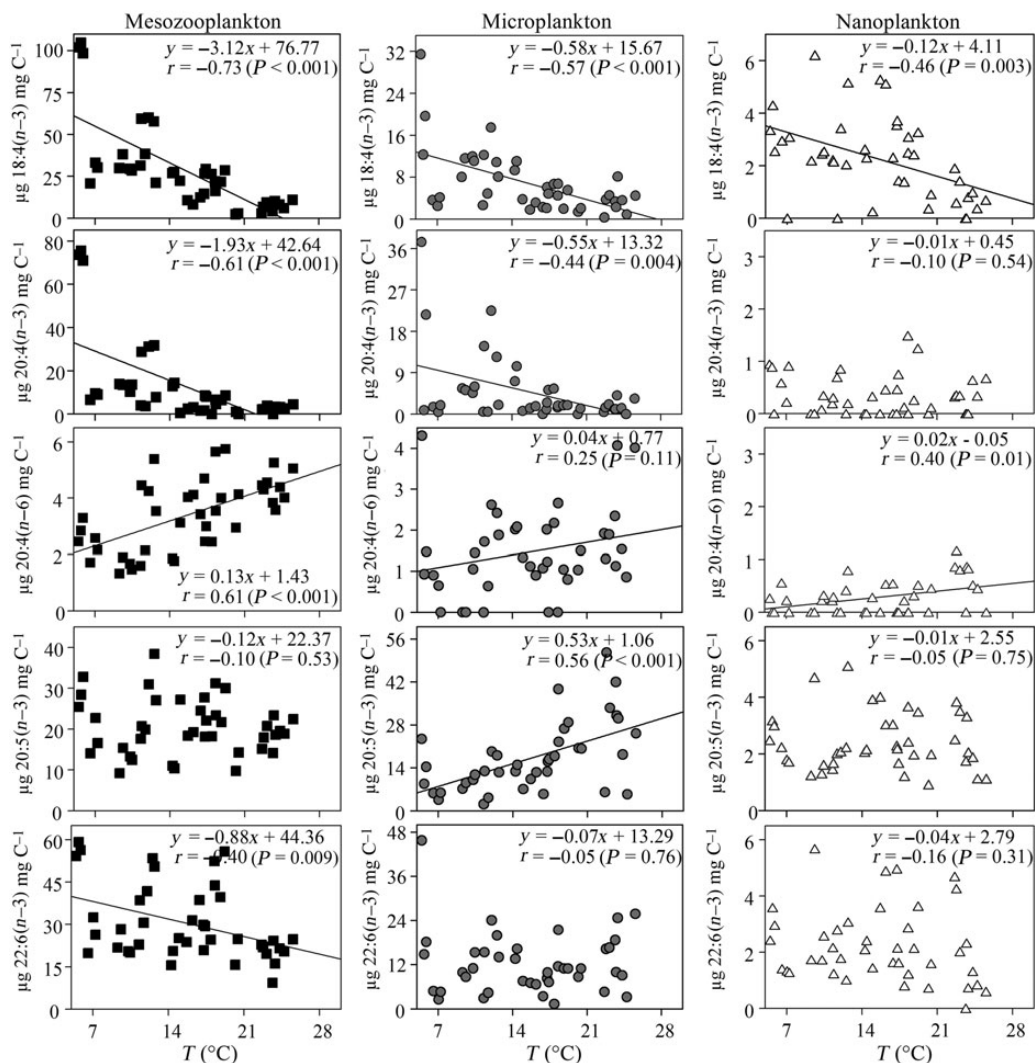 Mesozooplankton
Microplankton
Nanoplankton
µg 18:4(n−3) mg C−1
100
75
50
25
0
y = −3.12x + 76.77
r = −0.73 (P < 0.001)
µg 18:4(n−3) mg C−1
32
24
16
8
0
y = −0.58x + 15.67
r = −0.57 (P < 0.001)
µg 18:4(n−3) mg C−1
6
4
2
0
y = −0.12x + 4.11
r = −0.46 (P = 0.003)
µg 20:4(n−3) mg C−1
80
60
40
20
0
y = −1.93x + 42.64
r = −0.61 (P < 0.001)
µg 20:4(n−3) mg C−1
36
27
18
9
0
y = −0.55x + 13.32
r = −0.44 (P = 0.004)
µg 20:4(n−3) mg C−1
3
2
1
0
y = −0.01x + 0.45
r = −0.10 (P = 0.54)
µg 20:4(n−6) mg C−1
6
4
2
0
y = 0.13x + 1.43
r = 0.61 (P < 0.001)
µg 20:4(n−6) mg C−1
4
3
2
1
0
y = 0.04x + 0.77
r = 0.25 (P = 0.11)
µg 20:4(n−6) mg C−1
4
3
2
1
0
y = 0.02x - 0.05
r = 0.40 (P = 0.01)
µg 20:5(n−3) mg C−1
40
30
20
10
0
y = −0.12x + 22.37
r = −0.10 (P = 0.53)
µg 20:5(n−3) mg C−1
56
42
28
14
0
y = 0.53x + 1.06
r = 0.56 (P < 0.001)
µg 20:5(n−3) mg C−1
6
4
2
0
y = −0.01x + 2.55
r = −0.05 (P = 0.75)
µg 22:6(n−3) mg C−1
60
45
30
15
0
y = −0.88x + 44.36
r = −0.40 (P = 0.009)
7 14 21 28
T (°C)
µg 22:6(n−3) mg C−1
48
36
24
12
0
y = −0.07x + 13.29
r = −0.05 (P = 0.76)
7 14 21 28
T (°C)
µg 22:6(n−3) mg C−1
6
4
2
0
y = −0.04x + 2.79
r = −0.16 (P = 0.31)
7 14 21 28
T (°C)